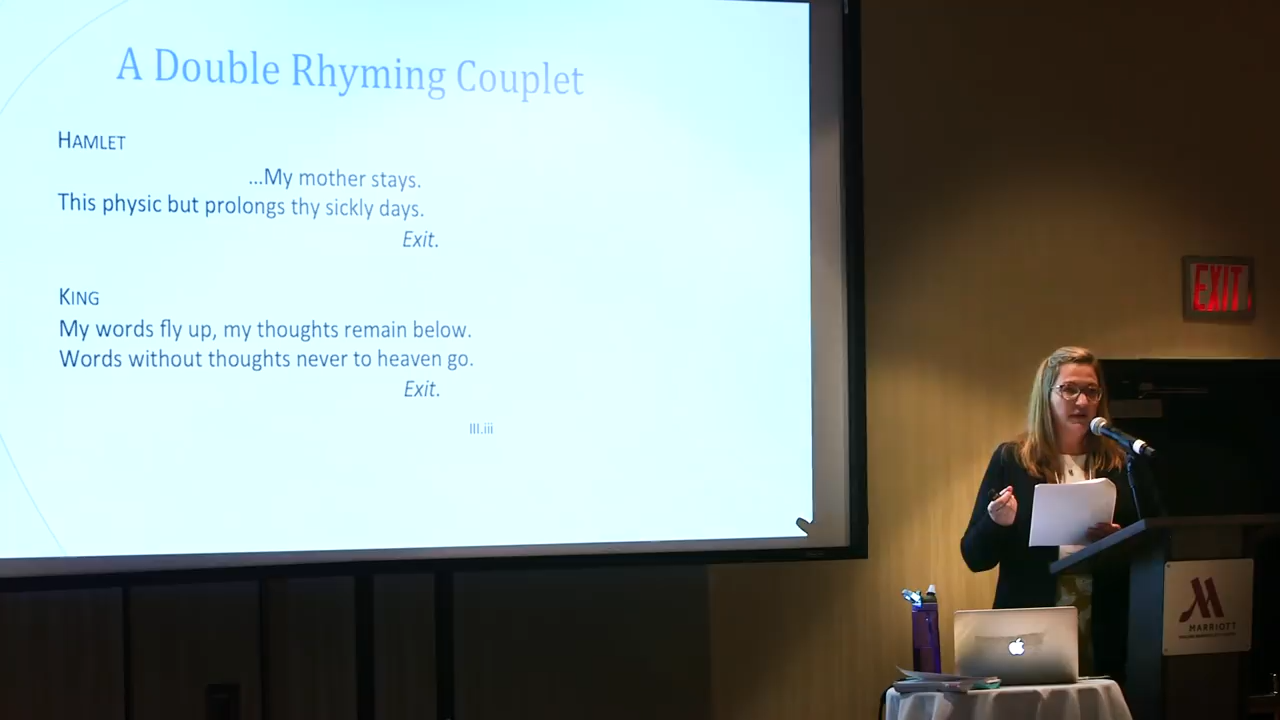 A Double Rhyming Couplet
HAMLET
...My mother stays.
This physic but prolongs thy sickly days.
Exit.
KING
My words fly up, my thoughts remain below.
Words without thoughts never to heaven go.
Exit.
III.iii
EXIT
MARRIOTT